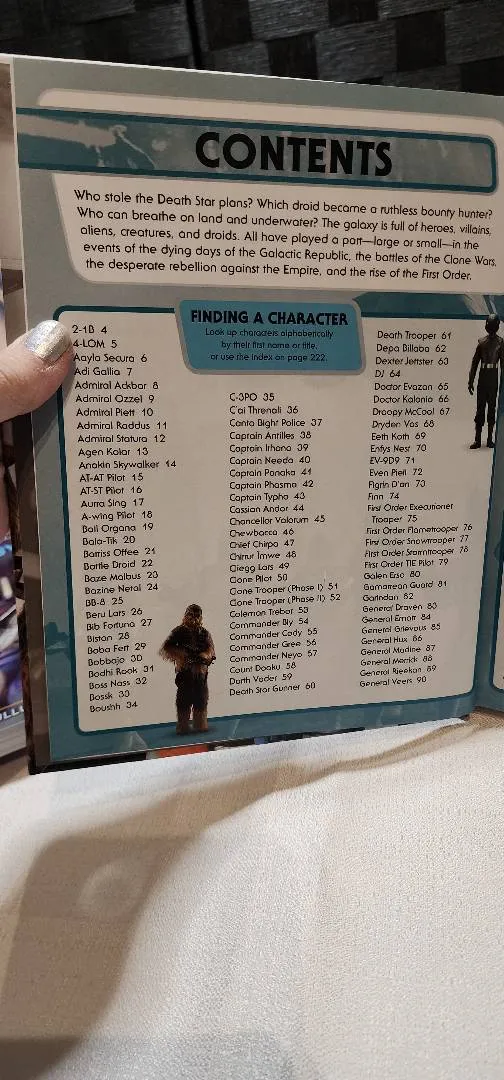 CONTENTS
Who stole the Death Star plans? Which droid became a ruthless bounty hunter?
Who can breathe on land and underwater? The galaxy is full of heroes, villains,
aliens, creatures, and droids. All have played a part—large or small—in the
events of the dying days of the Galactic Republic, the battles of the Clone Wars,
the desperate rebellion against the Empire, and the rise of the First Order.
FINDING A CHARACTER
Look up characters alphabetically
by their first name or title,
or use the index on page 222.
2-1B 4
4-LOM 5
Aayla Secura 6
Adi Gallia 7
Admiral Ackbar 8
Admiral Ozzel 9
Admiral Piett 10
Admiral Raddus 11
Admiral Statura 12
Agen Kolar 13
Anakin Skywalker 14
AT-AT Pilot 15
AT-ST Pilot 16
Aurra Sing 17
A-wing Pilot 18
Bail Organa 19
Bala-Tik 20
Barriss Offee 21
Battle Droid 22
Baze Malbus 23
Bazine Netal 24
BB-8 25
Beru Lars 26
Bib Fortuna 27
Bistan 28
Boba Fett 29
Bobbajo 30
Bodhi Rook 31
Boss Nass 32
Bossk 33
Boushh 34
C-3PO 35
C'ai Threnalli 36
Canto Bight Police 37
Captain Antilles 38
Captain Irhana 39
Captain Needa 40
Captain Panaka 41
Captain Phasma 42
Captain Typho 43
Cassian Andor 44
Chancellor Valorum 45
Chewbacca 46
Chief Chirpa 47
Chirrut Îmwe 48
Cliegg Lars 49
Clone Pilot 50
Clone Trooper (Phase I) 51
Clone Trooper (Phase II) 52
Coleman Trebor 53
Commander Bly 54
Commander Cody 55
Commander Gree 56
Commander Neyo 57
Count Dooku 58
Darth Vader 59
Death Star Gunner 60
Death Trooper 61
Depa Billaba 62
Dexter Jettster 63
DJ 64
Doctor Evazan 65
Doctor Kalonia 66
Droopy McCool 67
Dryden Vos 68
Eeth Koth 69
Enfys Nest 70
EV-9D9 71
Even Piell 72
Figrin D'an 73
Finn 74
First Order Executioner
Trooper 75
First Order Flametrooper 76
First Order Snowtrooper 77
First Order Stormtrooper 78
First Order TIE Pilot 79
Galen Erso 80
Gamorrean Guard 81
Garindan 82
General Draven 83
General Ematt 84
General Grievous 85
General Hux 86
General Madine 87
General Merrick 88
General Rieekan 89
General Veers 90